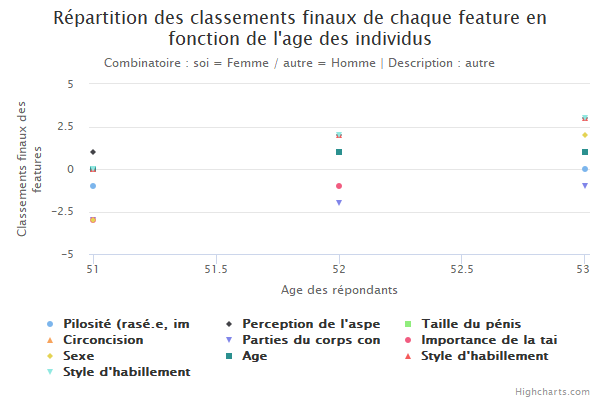 Répartition des classements finaux de chaque feature en
fonction de l'age des individus
Combinatoire : soi = Femme / autre = Homme | Description : autre
Classements finaux des
features
5
2.5
0
−2.5
−5
51
51.5
52
52.5
53
Age des répondants
Pilosité (rasé.e, im
Perception de l'aspe
Taille du pénis
Circoncision
Parties du corps con
Importance de la tai
Sexe
Age
Style d'habillement
Style d'habillement
Highcharts.com